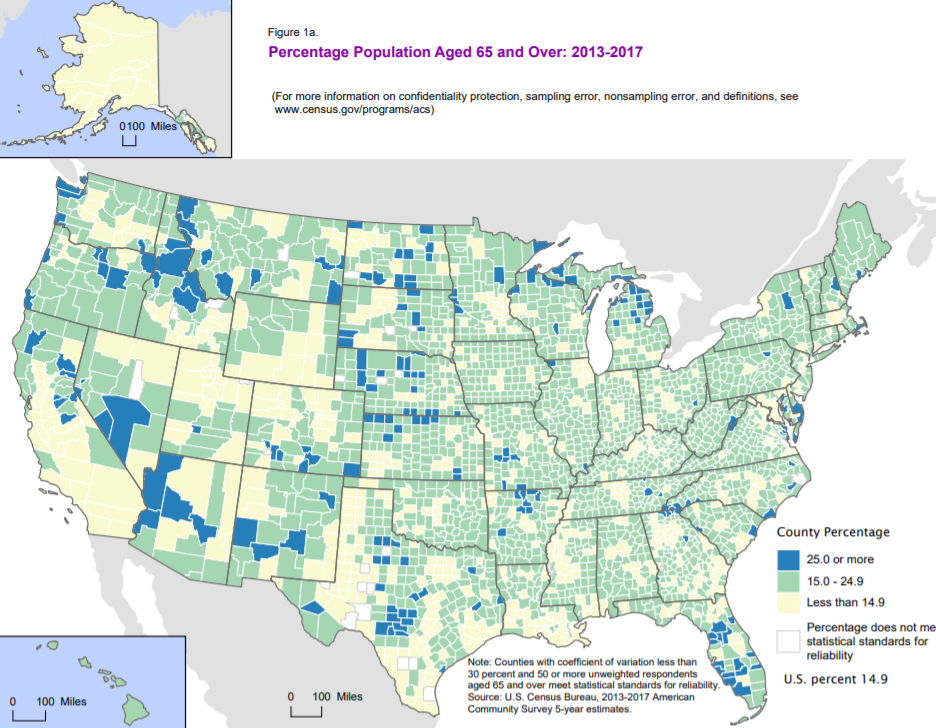 Figure 1a.
Percentage Population Aged 65 and Over: 2013-2017
(For more information on confidentiality protection, sampling error, nonsampling error, and definitions, see
www.census.gov/programs/acs)
0 100 Miles
County Percentage
25.0 or more
15.0 - 24.9
Less than 14.9
Percentage does not me
statistical standards for
reliability
U.S. percent 14.9
Note: Counties with coefficient of variation less than
30 percent and 50 or more unweighted respondents
aged 65 and over meet statistical standards for reliability.
Source: U.S. Census Bureau, 2013-2017 American
Community Survey 5-year estimates.
0 100 Miles
0 100 Miles